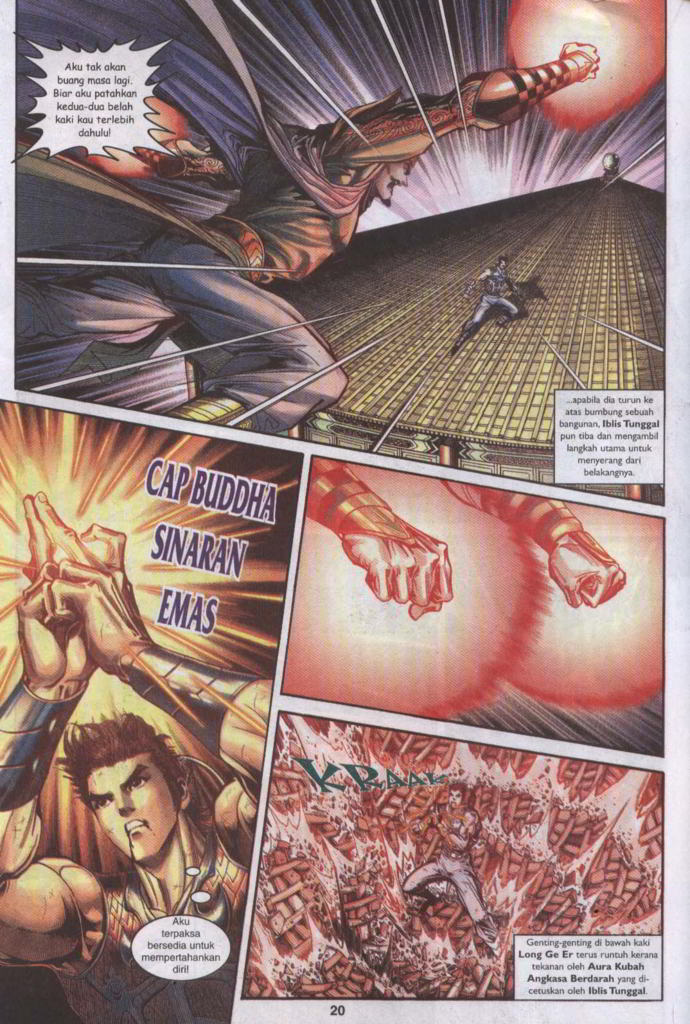 Aku tak akan
buang masa lagi.
Biar aku patahkan
kedua-dua belah
kaki kau terlebih
dahulu!
...apabila dia turun ke
atas bumbung sebuah
bangunan, Iblis Tunggal
pun tiba dan mengambil
langkah utama untuk
menyerang dari
belakangnya.
CAP BUDDHA
SINARAN
EMAS
Aku
terpaksa
bersedia untuk
mempertahankan
diri!
KRAAK
Genting-genting di bawah kaki
Long Ge Er terus runtuh kerana
tekanan oleh Aura Kubah
Angkasa Berdarah yang di-
cetuskan oleh Iblis Tunggal.
20